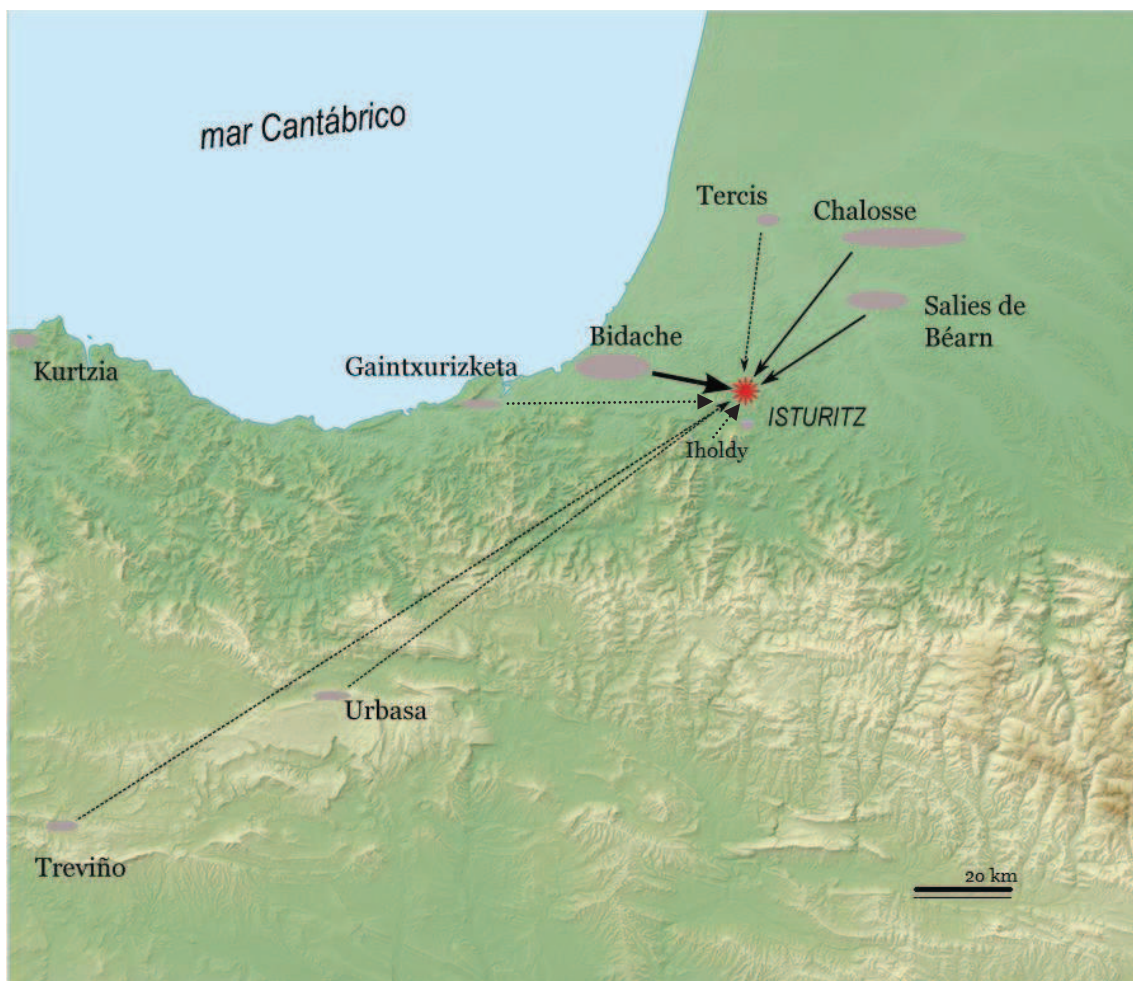 mar Cantábrico
Tercis
Chalosse
Salies de
Béarn
Bidache
Gaintxurizketa
Kurtzia
ISTURITZ
Iholdy
Urbasa
Treviño
20 km